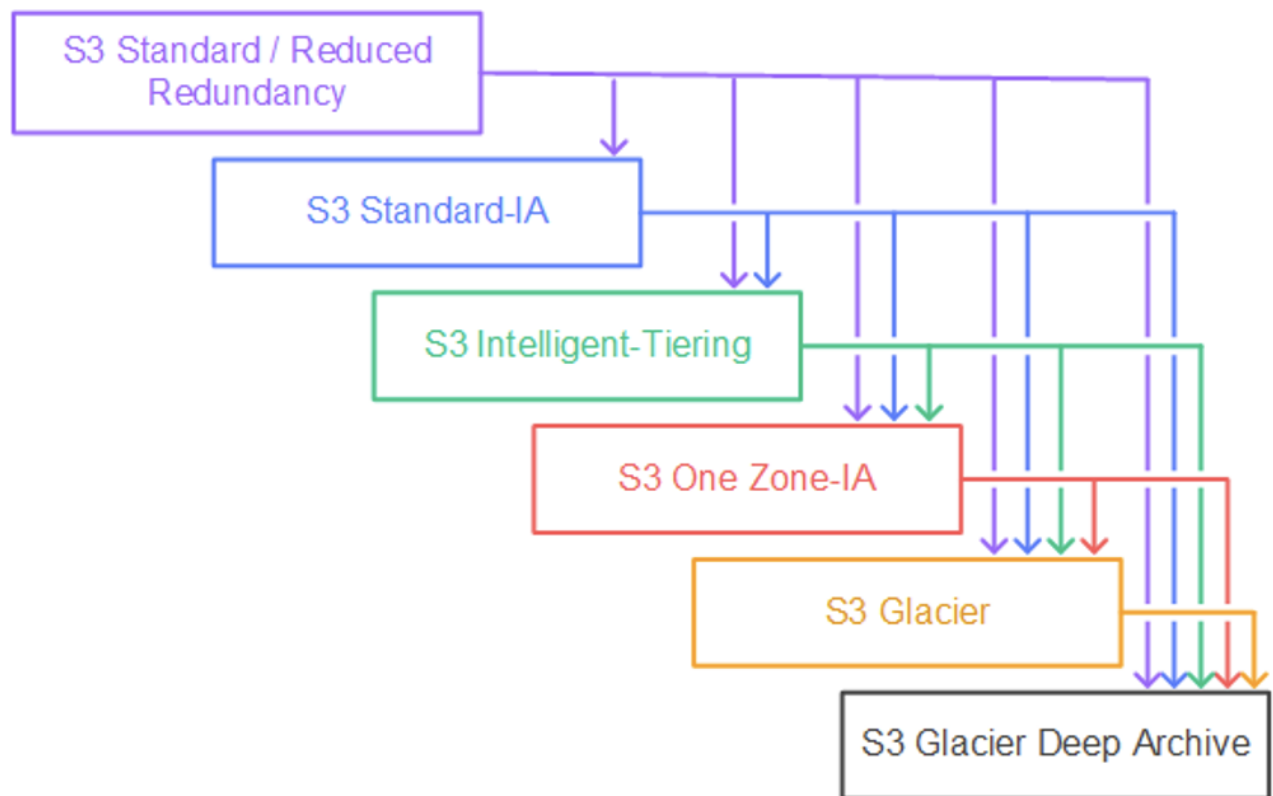 S3 Standard / Reduced
Redundancy
S3 Standard-IA
S3 Intelligent-Tiering
S3 One Zone-IA
S3 Glacier
S3 Glacier Deep Archive